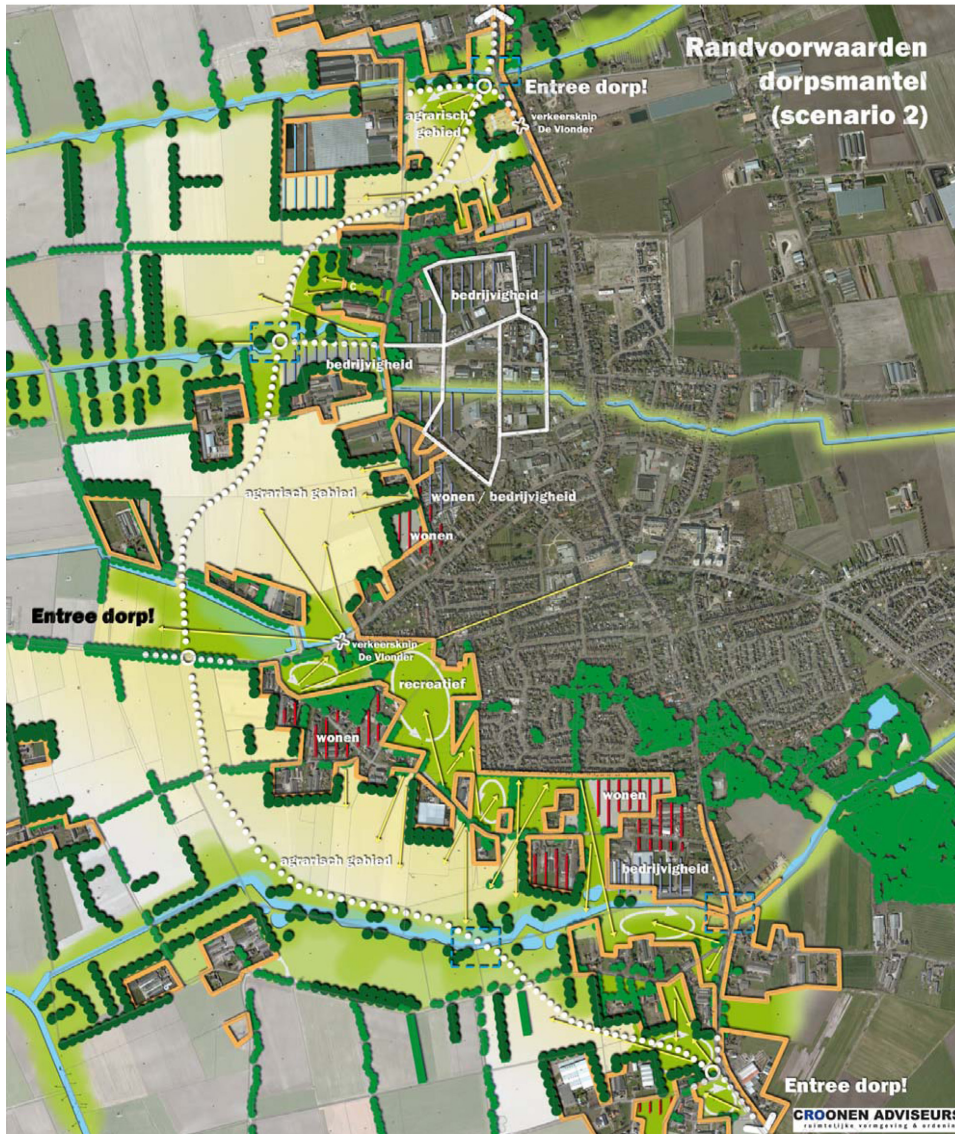 Randvoorwaarden
dorpsmantel
(scenario 2)
Entree dorp!
agrarisch
gebied
verkeersknip
De Vlonder
bedrijvigheid
bedrijvigheid
agrarisch gebied
wonen / bedrijvigheid
wonen
Entree dorp!
verkeersknip
De Vlonder
recreatief
wonen
wonen
agrarisch gebied
bedrijvigheid
Entree dorp!
CROONEN ADVISEURS
ruimtelijke vormgeving & ordenin